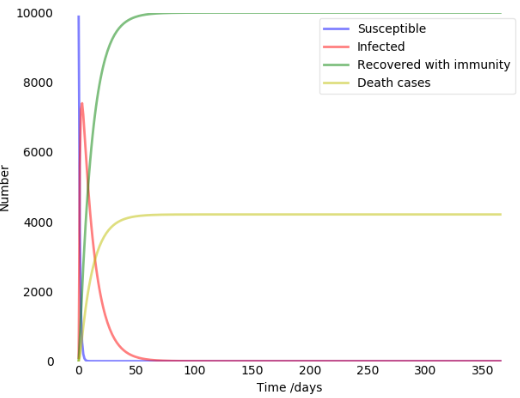 10000
8000
6000
4000
2000
0
Number
Susceptible
Infected
Recovered with immunity
Death cases
0 50 100 150 200 250 300 350
Time /days